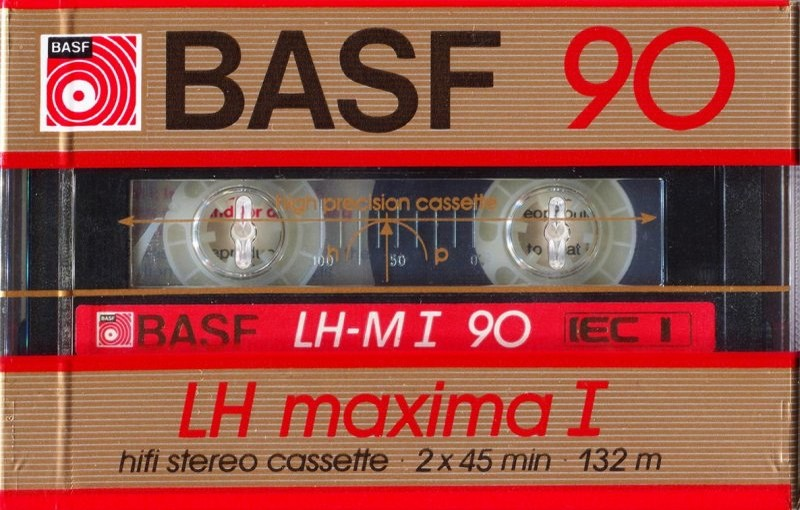 BASF
BASF 90
high precision cassette
h p
100 50 0
BASF LH-M I 90 IEC I
LH maxima I
hifi stereo cassette · 2 x 45 min · 132 m